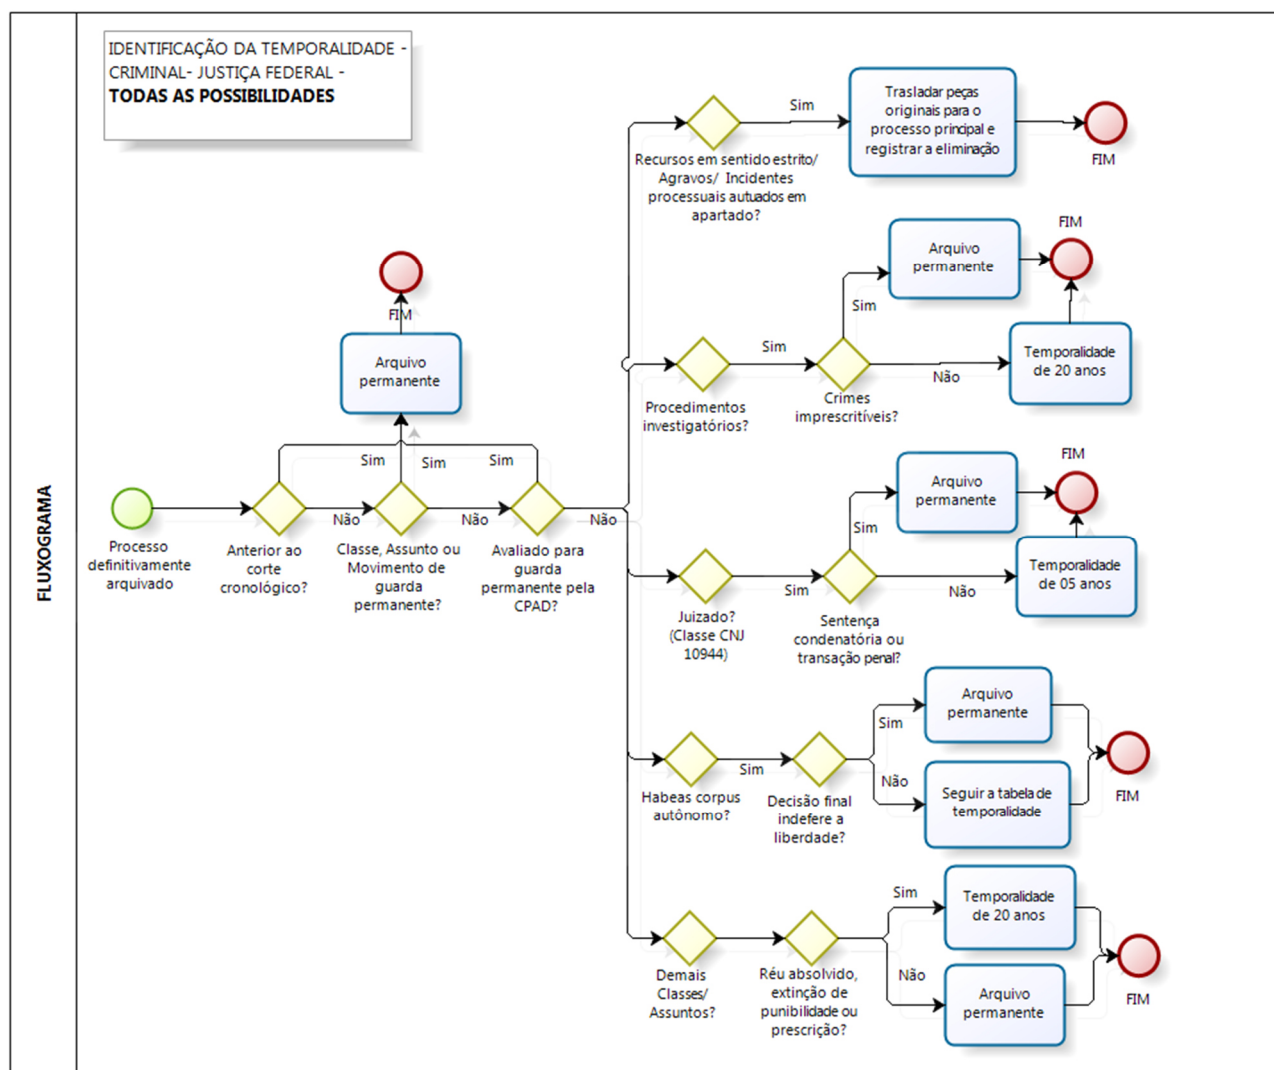 FLUXOGRAMA
IDENTIFICAÇÃO DA TEMPORALIDADE -
CRIMINAL- JUSTIÇA FEDERAL -
TODAS AS POSSIBILIDADES
Processo
definitivamente
arquivado
Anterior ao
corte
cronológico?
Sim
Não
Classe, Assunto ou
Movimento de
guarda
permanente?
Sim
Não
Avaliado para
guarda
permanente pela
CPAD?
Sim
Não
Arquivo
permanente
FIM
Recursos em sentido estrito/
Agravos/ Incidentes
processuais autuados em
apartado?
Sim
Trasladar peças
originais para o
processo principal e
registrar a eliminação
FIM
Procedimentos
investigatórios?
Sim
Crimes
imprescritíveis?
Sim
Arquivo
permanente
FIM
Não
Temporalidade
de 20 anos
Juizado?
(Classe CNJ
10944)
Sim
Sentença
condenatória ou
transação penal?
Sim
Arquivo
permanente
FIM
Não
Temporalidade
de 05 anos
Habeas corpus
autônomo?
Sim
Decisão final
indefere a
liberdade?
Sim
Arquivo
permanente
Não
Seguir a tabela de
temporalidade
FIM
Demais
Classes/
Assuntos?
Réu absolvido,
extinção de
punibilidade ou
prescrição?
Sim
Temporalidade
de 20 anos
Não
Arquivo
permanente
FIM